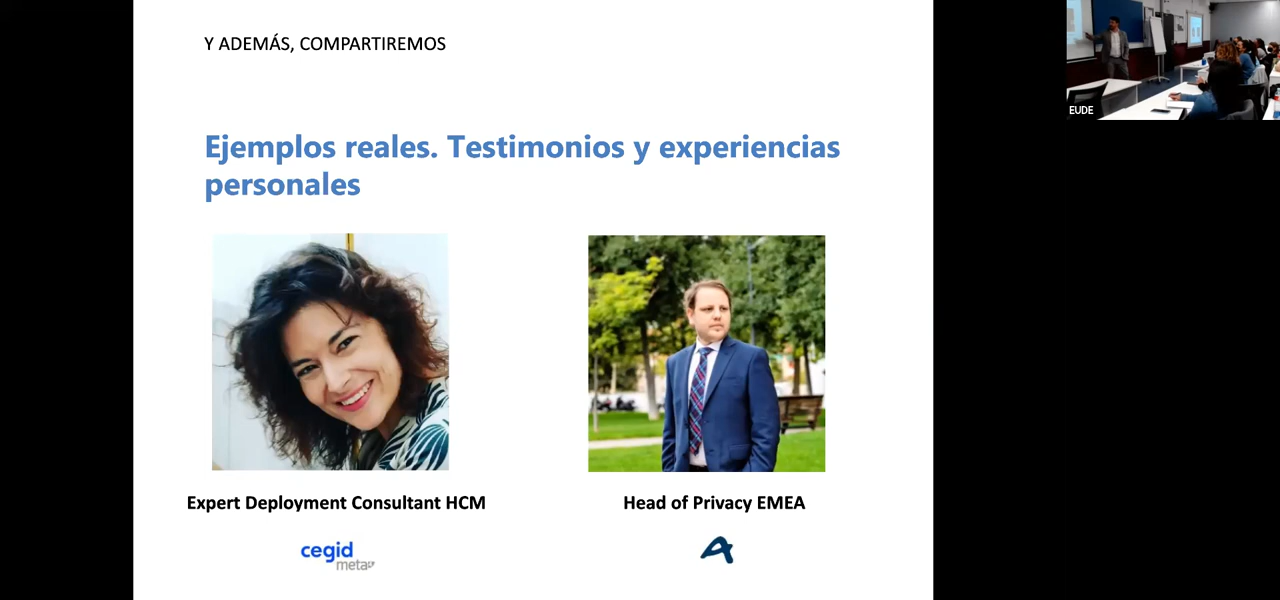 Y ADEMÁS, COMPARTIREMOS
Ejemplos reales. Testimonios y experiencias
personales
Expert Deployment Consultant HCM
Head of Privacy EMEA
cegid
meta4
EUDE